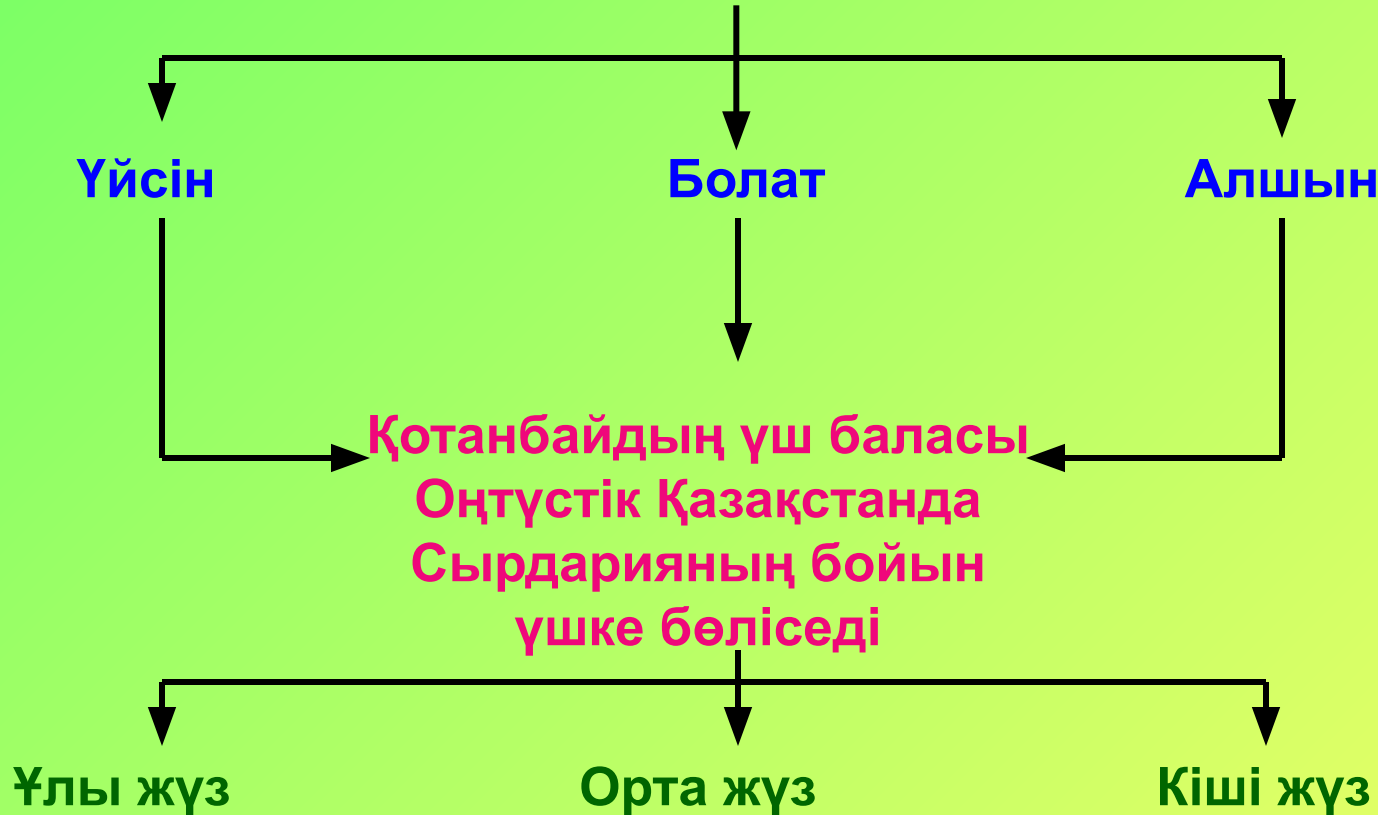 Үйсін
Болат
Алшын
Қотанбайдың үш баласы
Оңтүстік Қазақстанда
Сырдарияның бойын
үшке бөліседі
Ұлы жүз
Орта жүз
Кіші жүз